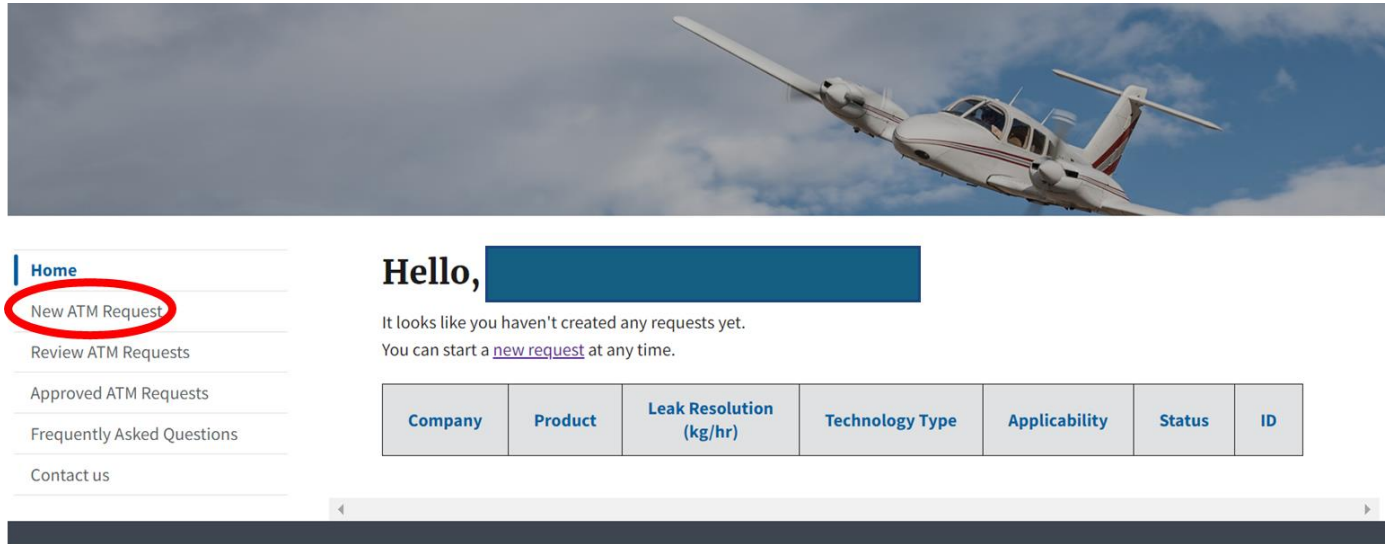 Home
New ATM Request
Review ATM Requests
Approved ATM Requests
Frequently Asked Questions
Contact us
Hello,
It looks like you haven't created any requests yet.
You can start a new request at any time.
Company
Product
Leak Resolution
(kg/hr)
Technology Type
Applicability
Status
ID